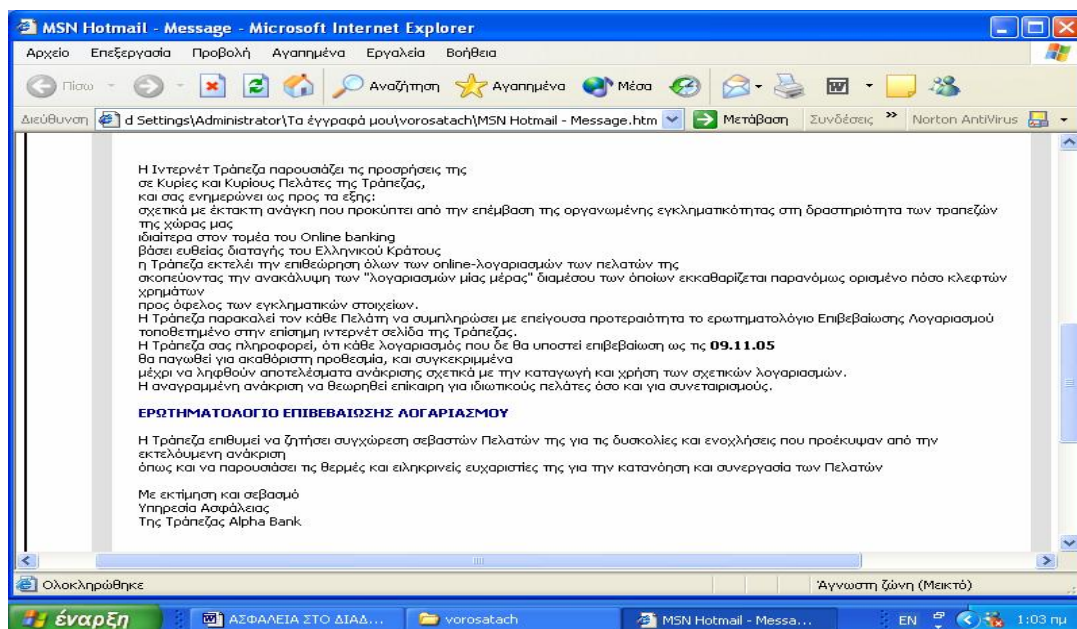 MSN Hotmail - Message - Microsoft Internet Explorer
Αρχείο Επεξεργασία Προβολή Αγαπημένα Εργαλεία Βοήθεια
Πίσω Αναζήτηση Αγαπημένα Μέσα
Διεύθυνση d Settings\Administrator\Τα έγγραφά μου\vorosatach\MSN Hotmail - Message.htm Μετάβαση Συνδέσεις » Norton AntiVirus
Η Ιντερνέτ Τράπεζα παρουσιάζει τις προσρήσεις της
σε Κυρίες και Κυρίους Πελάτες της Τράπεζας,
και σας ενημερώνει ως προς τα εξης:
σχετικά με έκτακτη ανάγκη που προκύπτει από την επέμβαση της οργανωμένης εγκληματικότητας στη δραστηριότητα των τραπεζών
της χώρας μας
ιδιαίτερα στον τομέα του Online banking
βάσει ευθείας διαταγής του Ελληνικού Κράτους
η Τράπεζα εκτελεί την επιθεώρηση όλων των online-λογαριασμών των πελατών της
σκοπεύοντας την ανακάλυψη των "λογαριασμών μίας μέρας" διαμέσου των όποίων εκκαθαρίζεται παρανόμως ορισμένο πόσο κλεφτών
χρημάτων
προς όφελος των εγκληματικών στοιχείων.
Η Τράπεζα παρακαλεί τον κάθε Πελάτη να συμπληρώσει με επείγουσα προτεραιότητα το ερωτηματολόγιο Επιβεβαίωσης Λογαριασμού
τοποθετημένο στην επίσημη ιντερνέτ σελίδα της Τράπεζας.
Η Τράπεζα σας πληροφορεί, ότι κάθε λογαριασμός που δε θα υποστεί επιβεβαίωση ως τις 09.11.05
θα παγωθεί για ακαθόριστη προθεσμία, και συγκεκριμένα
μέχρι να ληφθούν αποτελέσματα ανάκρισης σχετικά με την καταγωγή και χρήση των σχετικών λογαριασμών.
Η αναγραμμένη ανάκριση να θεωρηθεί επίκαιρη για ιδιωτικούς πελάτες όσο και για συνεταιρισμούς.
ΕΡΩΤΗΜΑΤΟΛΟΓΙΟ ΕΠΙΒΕΒΑΙΩΣΗΣ ΛΟΓΑΡΙΑΣΜΟΥ
Η Τράπεζα επιθυμεί να ζητήσει συγχώρεση σεβαστών Πελατών της για τις δυσκολίες και ενοχλήσεις που προέκυψαν από την
εκτελόυμενη ανάκριση
όπως και να παρουσιάσει τις θερμές και ειληκρινείς ευχαριστίες της για την κατανόηση και συνεργασία των Πελατών
Με εκτίμηση και σεβασμό
Υπηρεσία Ασφάλειας
Της Τράπεζας Alpha Bank
Ολοκληρώθηκε Άγνωστη ζώνη (Μεικτό)
έναρξη ΑΣΦΑΛΕΙΑ ΣΤΟ ΔΙΑΔ... vorosatach MSN Hotmail - Messa... EN 1:03 πμ